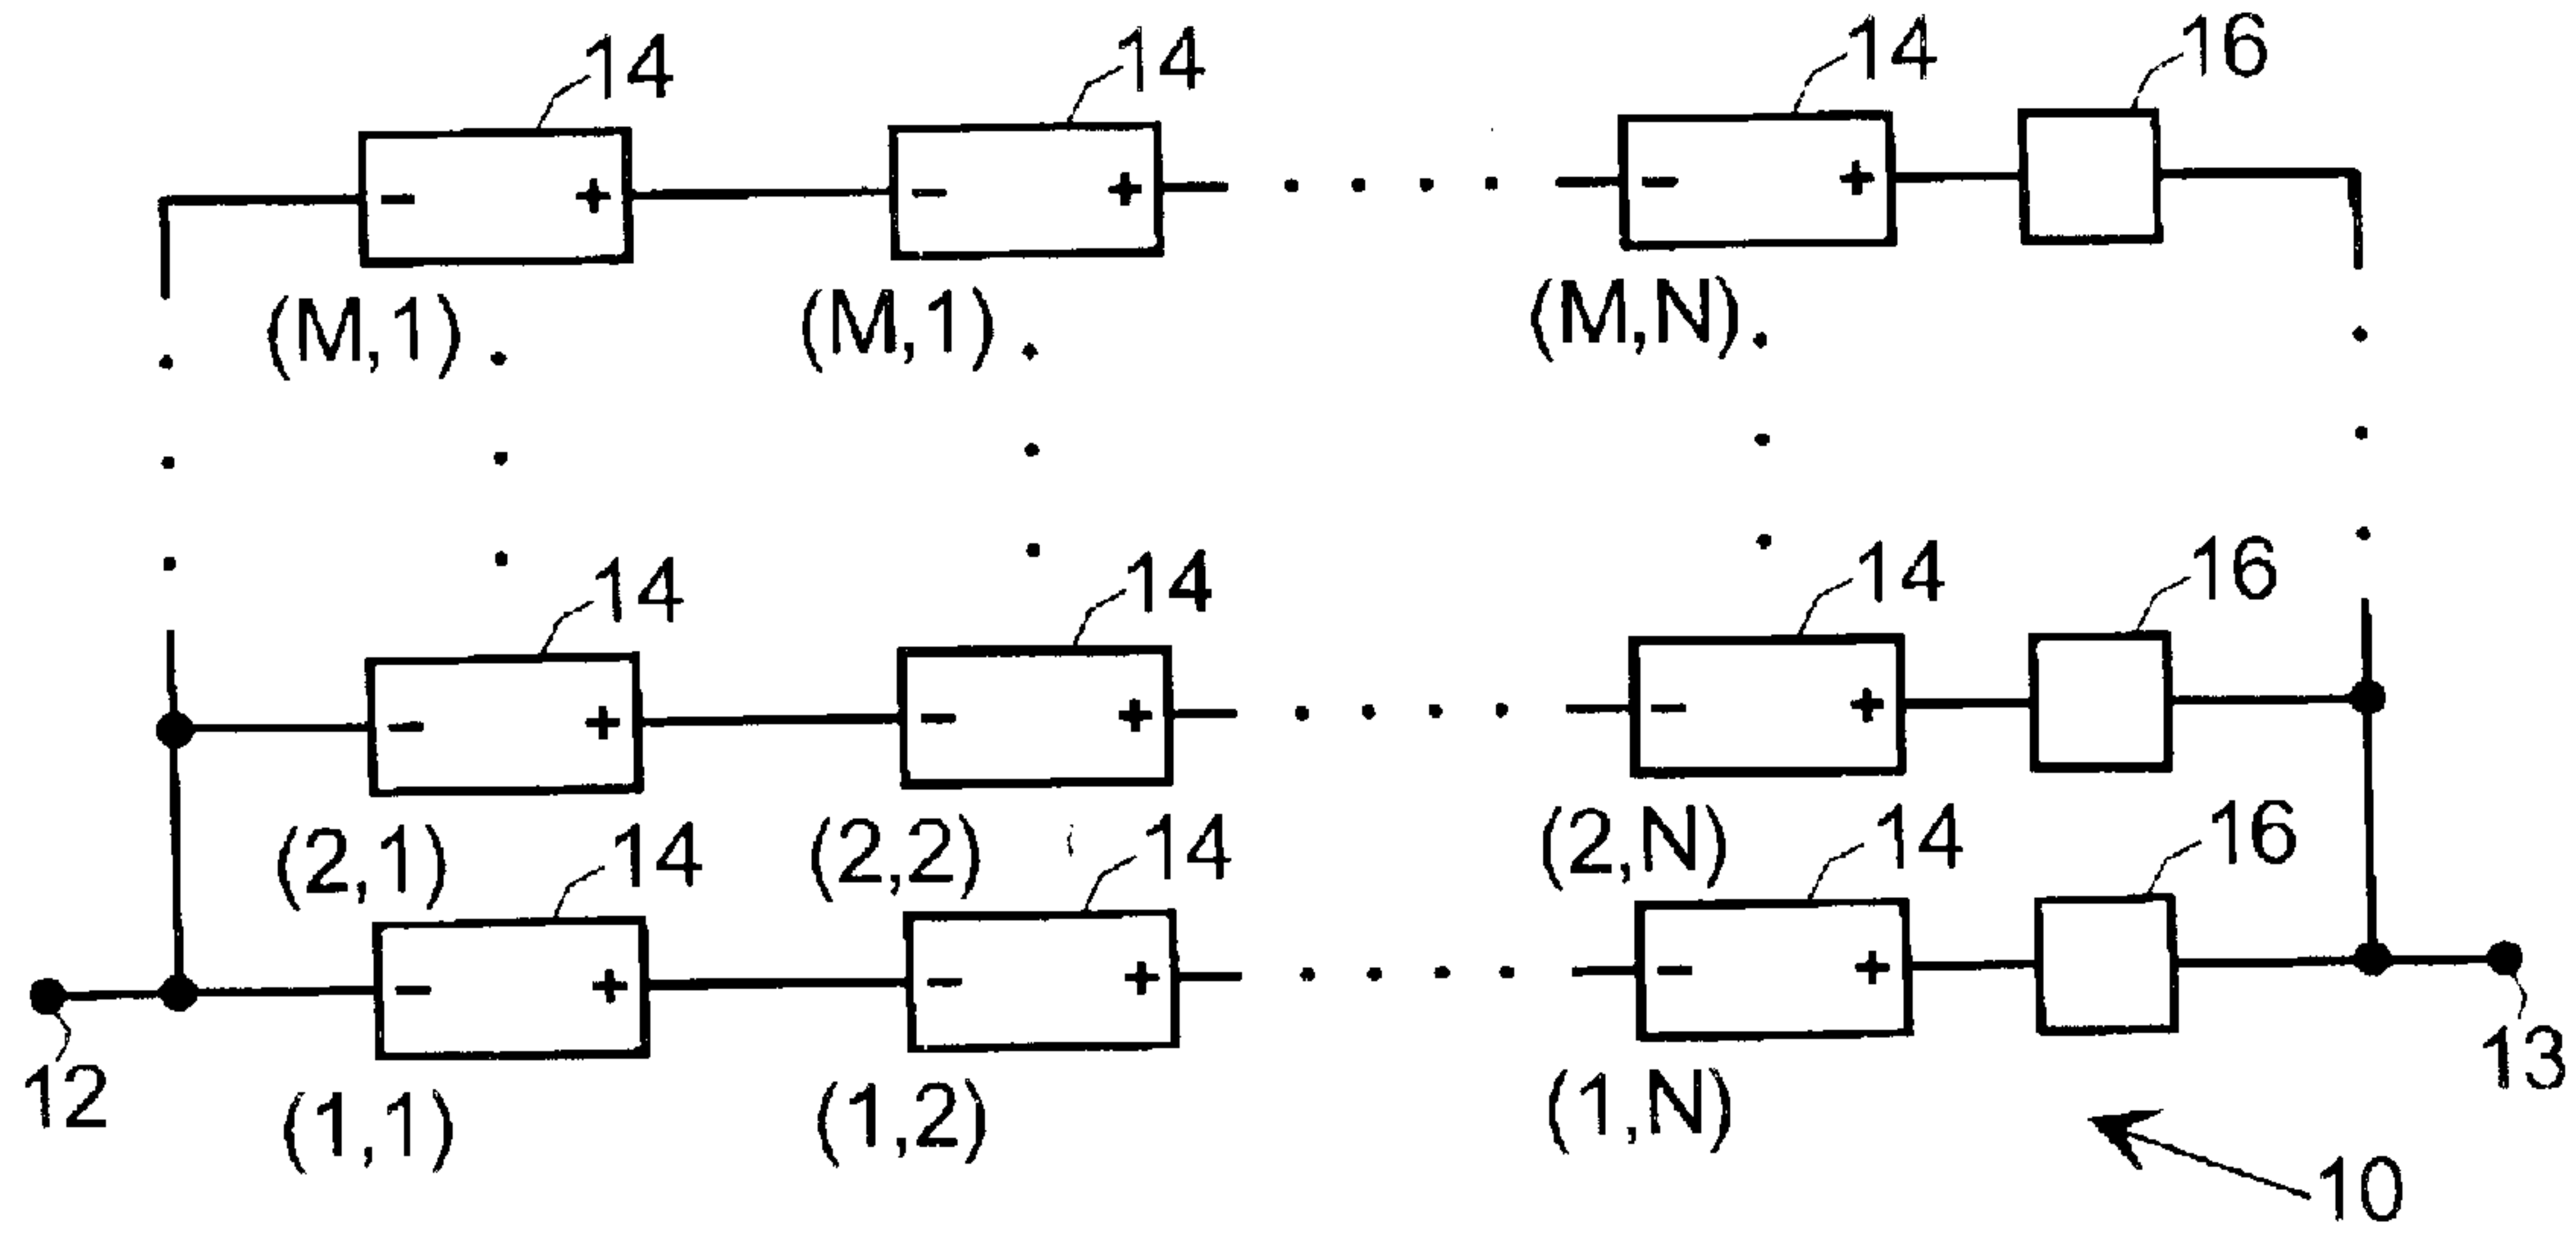 14 14 14 16
- + - + - +
(M,1) (M,1) (M,N)
14 14 14 16
- + - + - +
(2,1) (2,2) (2,N)
14 14 14 16
- + - + - +
12 (1,1) (1,2) (1,N) 13
10